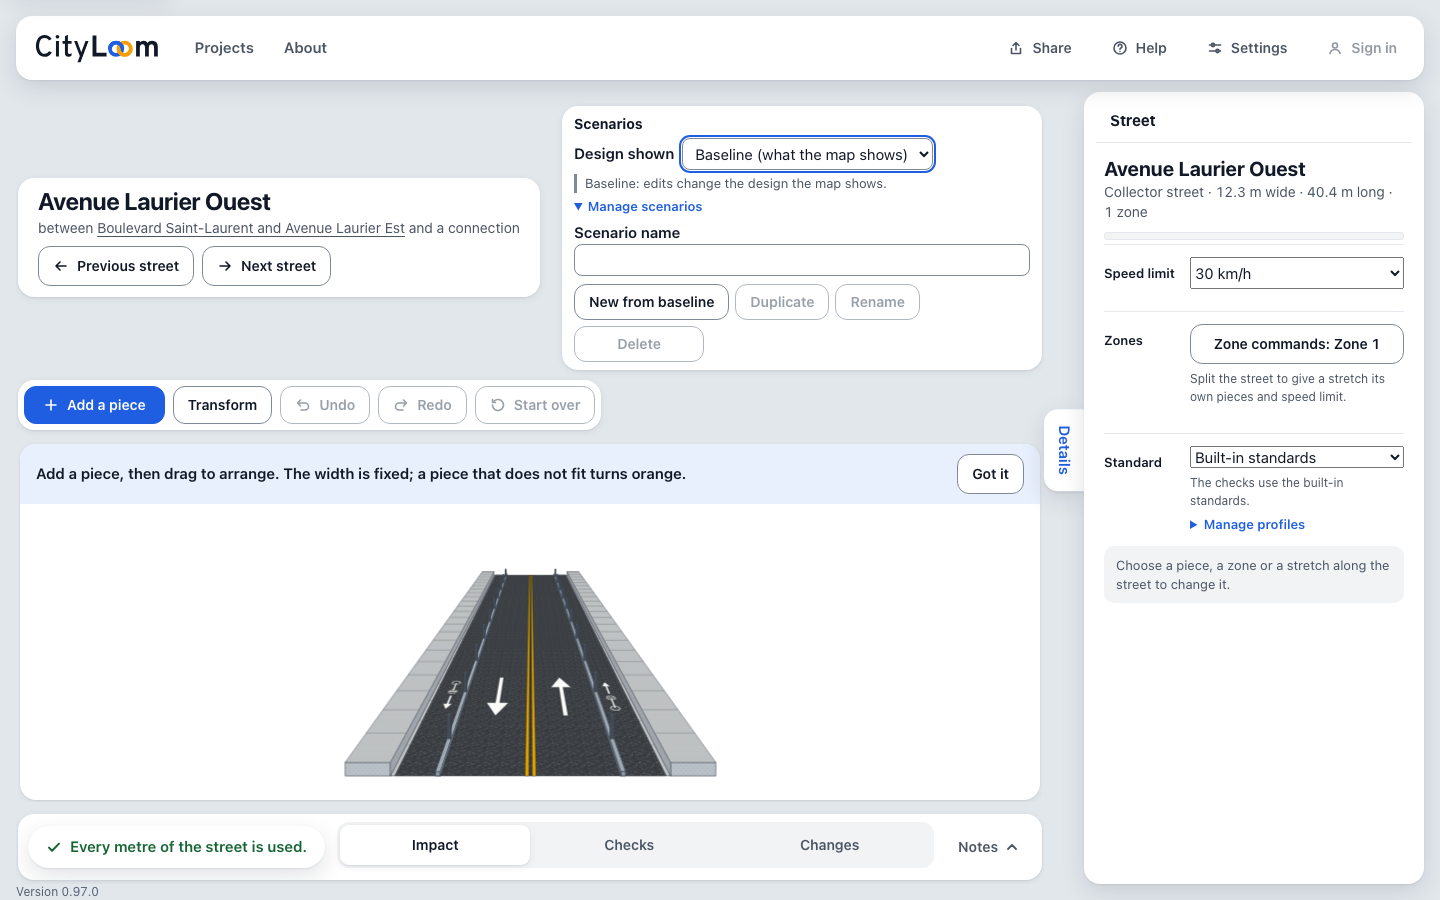 CityLoom
Projects
About
Share
Help
Settings
Sign in
Avenue Laurier Ouest
between Boulevard Saint-Laurent and Avenue Laurier Est and a connection
Previous street
Next street
Scenarios
Design shown
Baseline (what the map shows)
Baseline: edits change the design the map shows.
Manage scenarios
Scenario name
New from baseline
Duplicate
Rename
Delete
Add a piece
Transform
Undo
Redo
Start over
Add a piece, then drag to arrange. The width is fixed; a piece that does not fit turns orange.
Got it
Every metre of the street is used.
Impact
Checks
Changes
Notes
Version 0.97.0
Details
Street
Avenue Laurier Ouest
Collector street · 12.3 m wide · 40.4 m long ·
1 zone
Speed limit
30 km/h
Zones
Zone commands: Zone 1
Split the street to give a stretch its
own pieces and speed limit.
Standard
Built-in standards
The checks use the built-in
standards.
Manage profiles
Choose a piece, a zone or a stretch along the
street to change it.